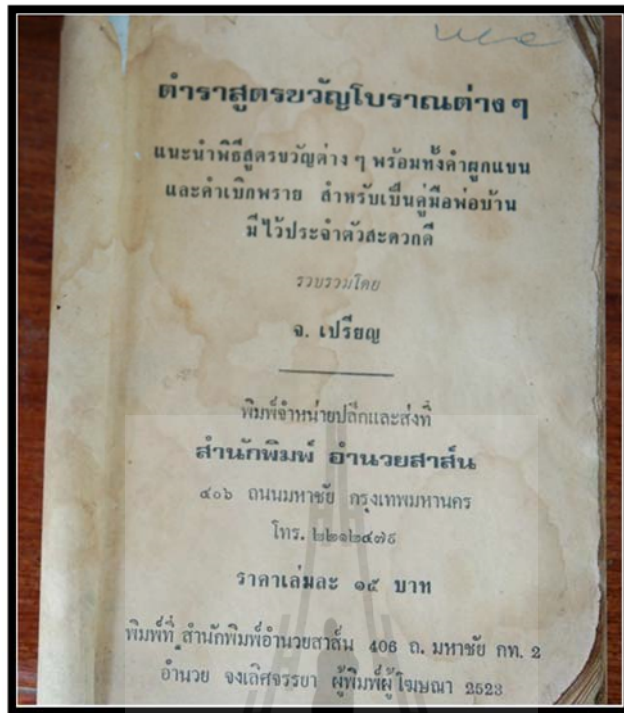 ตำราสูตรขวัญโบราณต่าง ๆ
แนะนำพิธีสูตรขวัญต่าง ๆ พร้อมทั้งคำผูกแขน
และคำเบิกพราย สำหรับเป็นคู่มือพ่อบ้าน
มีไว้ประจำตัวสะดวกดี
รวบรวมโดย
จ. เปรียญ
พิมพ์จำหน่ายปลีกและส่งที่
สำนักพิมพ์ อำนวยสาส์น
๔๐๖ ถนนมหาชัย กรุงเทพมหานคร
โทร. ๒๒๑๒๔๗๕
ราคาเล่มละ ๑๕ บาท
พิมพ์ที่ สำนักพิมพ์อำนวยสาส์น 406 ถ. มหาชัย กท. 2
อำนวย จงเลิศจรรยา ผู้พิมพ์ผู้โฆษณา 2523